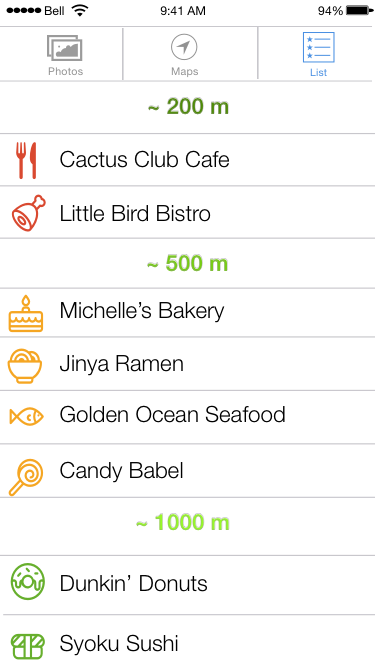 Bell 9:41 AM 94%
Photos Maps List
~ 200 m
Cactus Club Cafe
Little Bird Bistro
~ 500 m
Michelle’s Bakery
Jinya Ramen
Golden Ocean Seafood
Candy Babel
~ 1000 m
Dunkin’ Donuts
Syoku Sushi